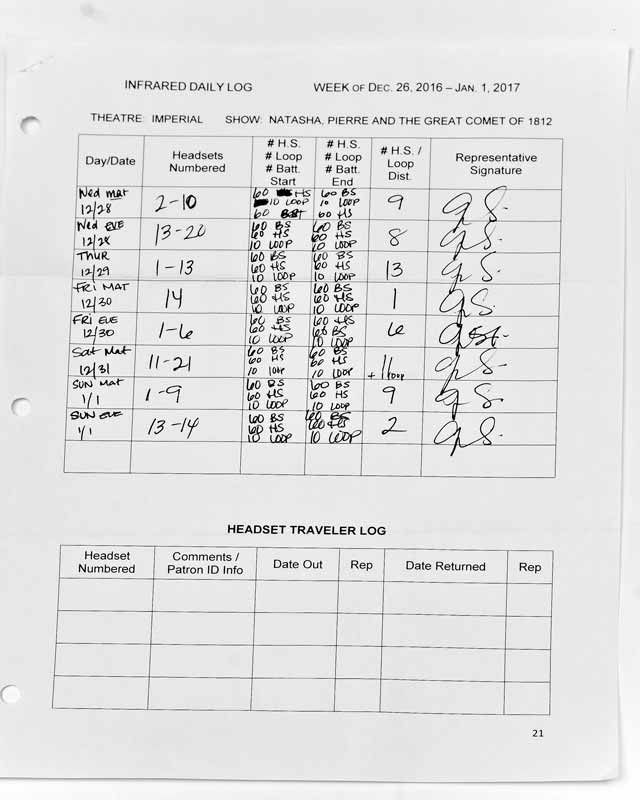 INFRARED DAILY LOG WEEK OF DEC. 26, 2016 – JAN. 1, 2017
THEATRE: IMPERIAL SHOW: NATASHA, PIERRE AND THE GREAT COMET OF 1812
Day/Date
Headsets
Numbered
# H.S.
# Loop
# Batt.
Start
# H.S.
# Loop
# Batt.
End
# H.S. /
Loop
Dist.
Representative
Signature
Wed mat
12/28
2-10
60 HS
10 LOOP
60 BST
60 BS
10 LOOP
60 HS
9
Wed EVE
12/28
13-20
60 BS
60 HS
10 LOOP
60 BS
60 HS
10 LOOP
8
THUR
12/29
1-13
60 BS
60 HS
10 LOOP
60 BS
60 HS
10 LOOP
13
FRI MAT
12/30
14
60 BS
60 HS
10 LOOP
60 BS
60 HS
10 LOOP
1
FRI EVE
12/30
1-6
60 BS
60 HS
10 LOOP
60 HS
60 BS
10 LOOP
6
Sat Mat
12/31
11-21
60 BS
60 HS
10 loop
60 BS
60 HS
10 LOOP
11
+ 1 loop
SUN MAT
1/1
1-9
60 BS
60 HS
10 LOOP
60 BS
60 HS
10 LOOP
9
SUN EVE
1/1
13-14
60 BS
60 HS
10 LOOP
60 BS
60 HS
10 LOOP
2
HEADSET TRAVELER LOG
Headset
Numbered
Comments /
Patron ID Info
Date Out
Rep
Date Returned
Rep
21